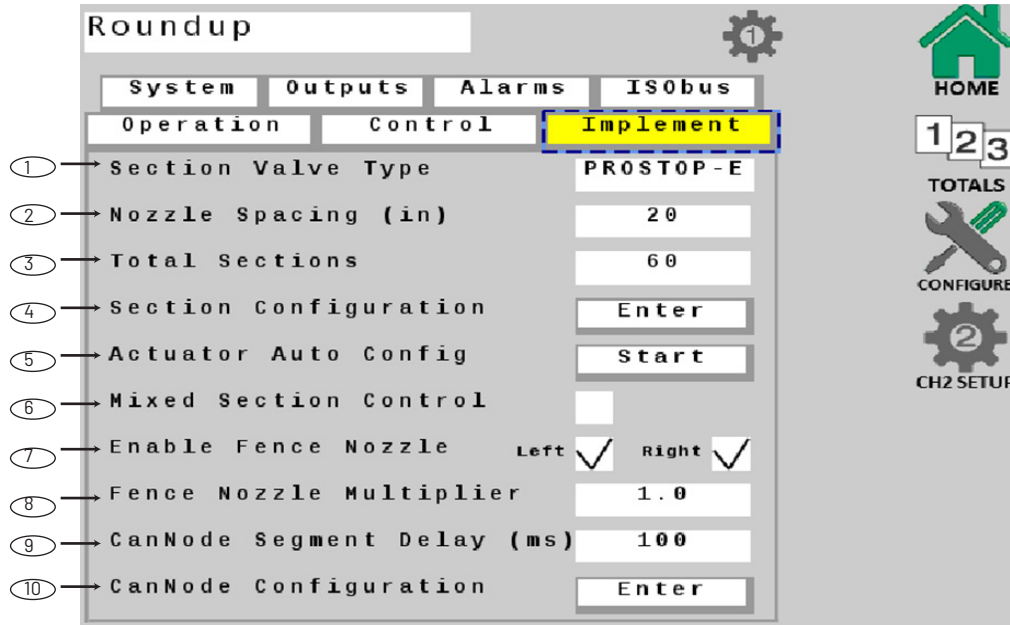 Roundup
1
System Outputs Alarms ISObus
Operation Control Implement
1 Section Valve Type PROSTOP-E
2 Nozzle Spacing (in) 20
3 Total Sections 60
4 Section Configuration Enter
5 Actuator Auto Config Start
6 Mixed Section Control
7 Enable Fence Nozzle Left Right
8 Fence Nozzle Multiplier 1.0
9 CanNode Segment Delay (ms) 100
10 CanNode Configuration Enter
HOME
1 2 3
TOTALS
CONFIGURE
2
CH2 SETUP